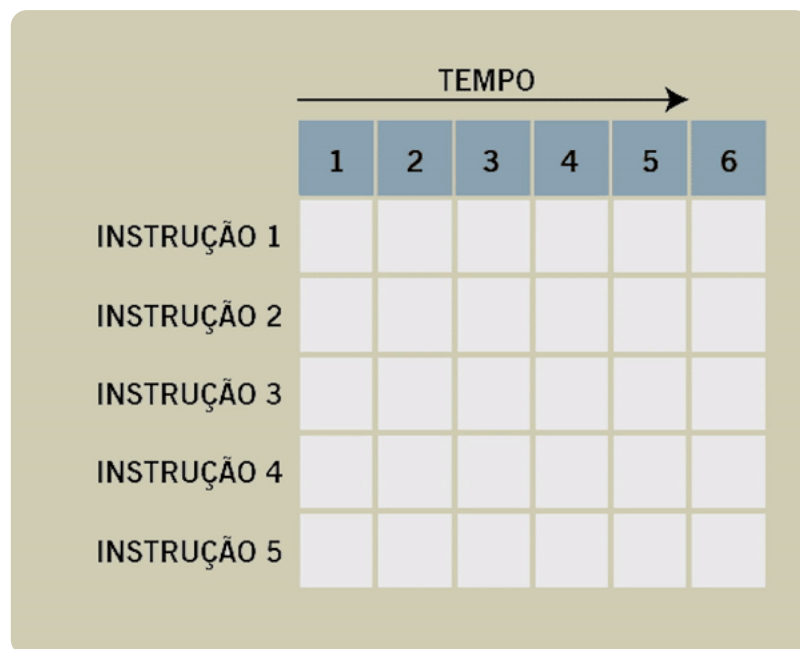 TEMPO
1 2 3 4 5 6
INSTRUÇÃO 1
INSTRUÇÃO 2
INSTRUÇÃO 3
INSTRUÇÃO 4
INSTRUÇÃO 5